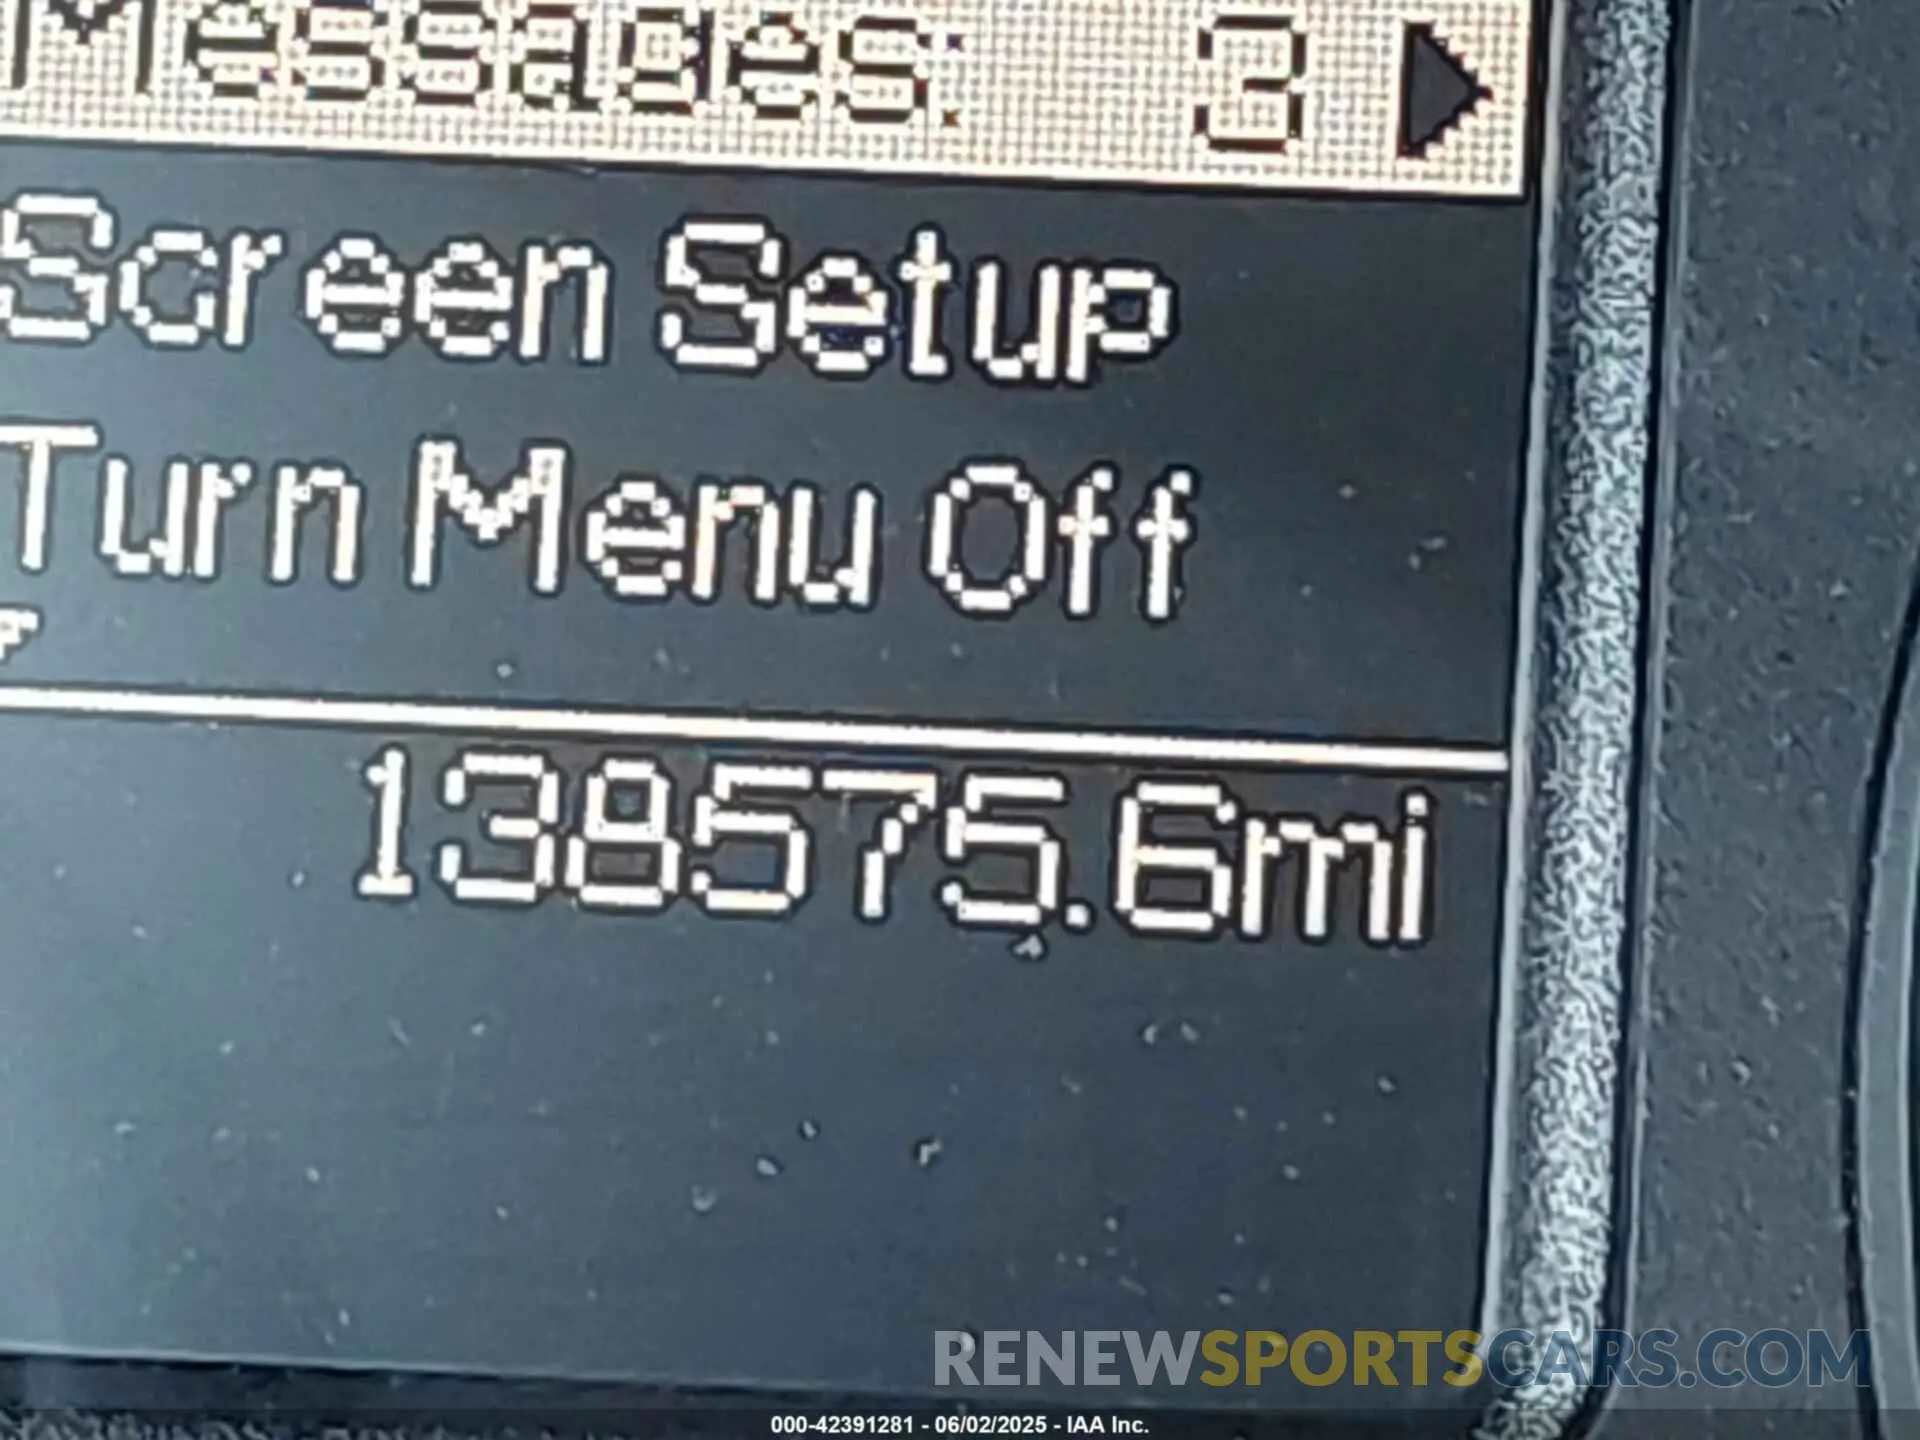 Messages: 3
Screen Setup
Turn Menu Off
138575.6mi
RENEWSPORTSCARS.COM
000-42391281 - 06/02/2025 - IAA Inc.